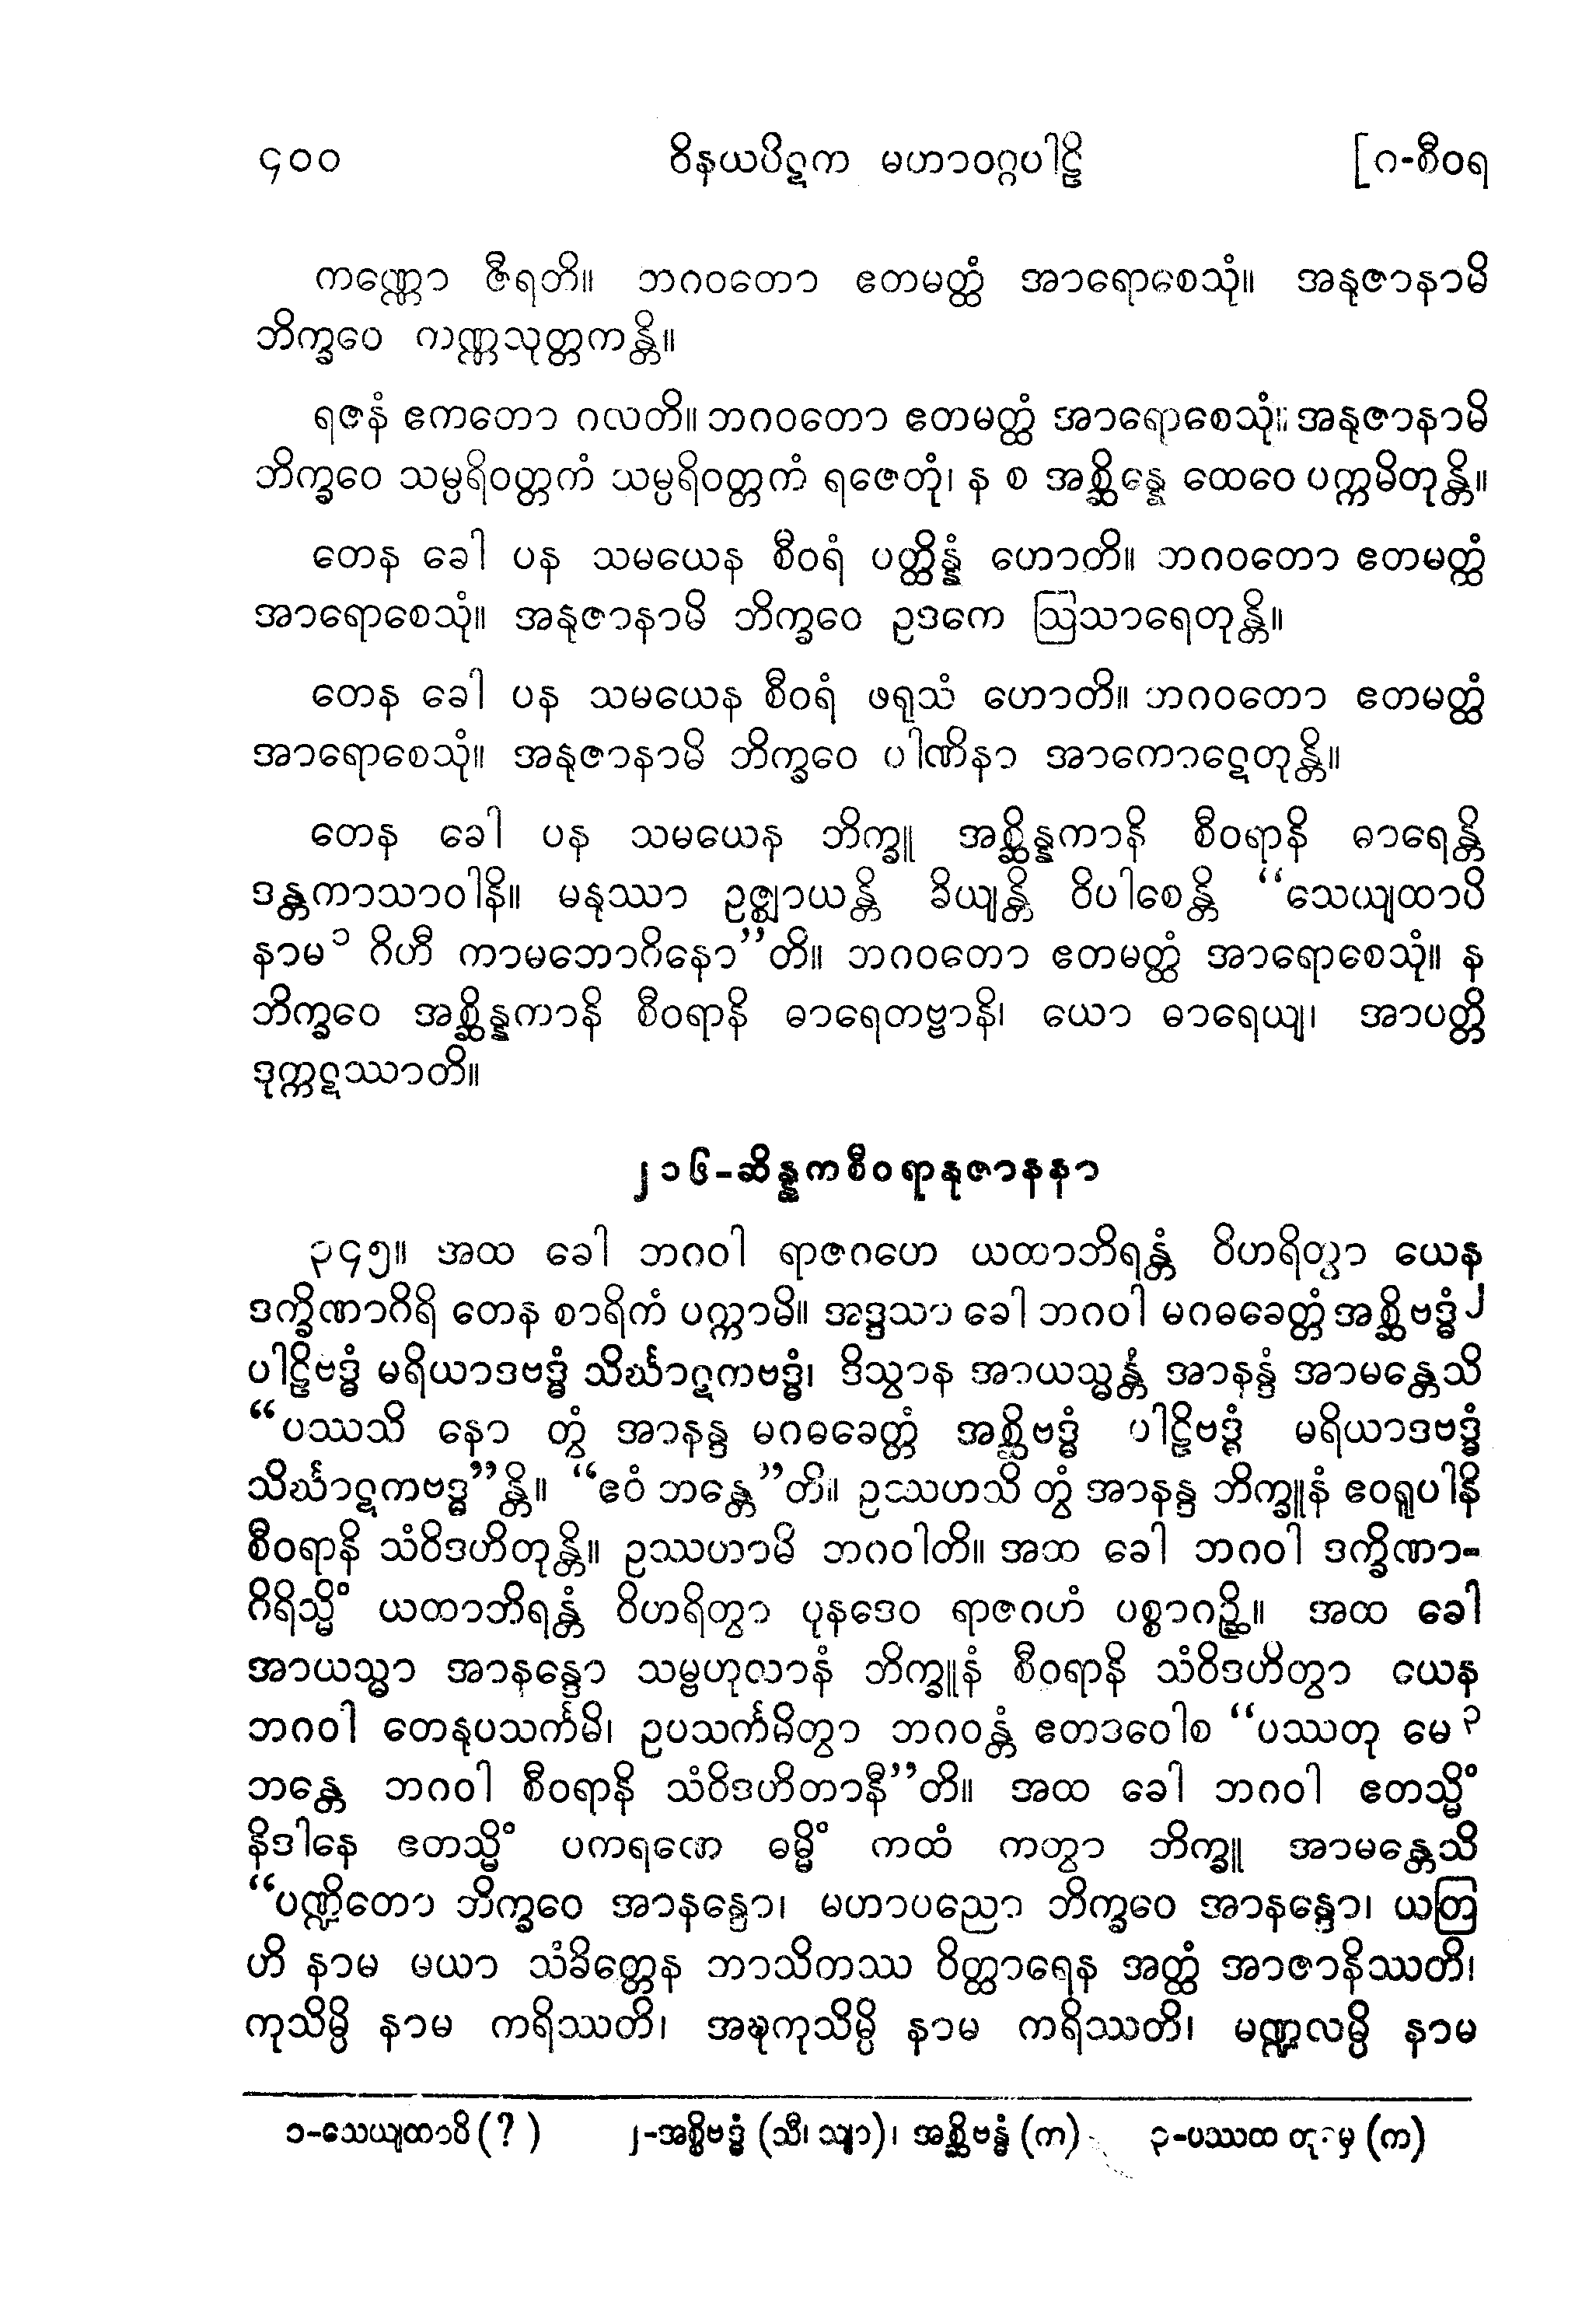 ၄၀၀ ဝိနယပိဋက မဟာဝဂ္ဂပါဠိ [ဂ-စီဝရ
ကဏ္ဏော ဇီရတိ။ ဘဂဝတော ဧတမတ္ထံ အာရောစေသုံ။ အနုဇာနာမိ
ဘိက္ခဝေ ကဏ္ဏသုတ္တကန္တိ။
ရဇနံ ဧကတော ဂလတိ။ ဘဂဝတော ဧတမတ္ထံ အာရောစေသုံ။ အနုဇာနာမိ
ဘိက္ခဝေ သမ္ပရိဝတ္တကံ သမ္ပရိဝတ္တကံ ရဇေတုံ၊ န စ အစ္ဆိန္နေ ထေဝေ ပက္ကမိတုန္တိ။
တေန ခေါ ပန သမယေန စီဝရံ ပတ္ထိန္နံ ဟောတိ။ ဘဂဝတော ဧတမတ္ထံ
အာရောစေသုံ။ အနုဇာနာမိ ဘိက္ခဝေ ဥဒကေ ဩသာရေတုန္တိ။
တေန ခေါ ပန သမယေန စီဝရံ ဖရုသံ ဟောတိ။ ဘဂဝတော ဧတမတ္ထံ
အာရောစေသုံ။ အနုဇာနာမိ ဘိက္ခဝေ ပါဏိနာ အာကောဋေတုန္တိ။
တေန ခေါ ပန သမယေန ဘိက္ခူ အစ္ဆိန္နကာနိ စီဝရာနိ ဓာရေန္တိ
ဒန္တကာသာဝါနိ။ မနုဿာ ဥဇ္ဈာယန္တိ ခိယျန္တိ ဝိပါစေန္တိ “သေယျထာပိ
နာမ၁ ဂိဟီ ကာမဘောဂိနော”တိ။ ဘဂဝတော ဧတမတ္ထံ အာရောစေသုံ။ န
ဘိက္ခဝေ အစ္ဆိန္နကာနိ စီဝရာနိ ဓာရေတဗ္ဗာနိ၊ ယော ဓာရေယျ၊ အာပတ္တိ
ဒုက္ကဋဿာတိ။
၂၁၆-ဆိန္နကစီဝရာနုဇာနနာ
၃၄၅။ အထ ခေါ ဘဂဝါ ရာဇဂဟေ ယထာဘိရန္တံ ဝိဟရိတွာ ယေန
ဒက္ခိဏာဂိရိ တေန စာရိကံ ပက္ကာမိ။ အဒ္ဒသာ ခေါ ဘဂဝါ မဂဓခေတ္တံ အစ္ဆိဗဒ္ဓံ၂
ပါဠိဗဒ္ဓံ မရိယာဒဗဒ္ဓံ သိင်္ဃာဋကဗဒ္ဓံ၊ ဒိသွာန အာယသ္မန္တံ အာနန္ဒံ အာမန္တေသိ
“ပဿသိ နော တွံ အာနန္ဒ မဂဓခေတ္တံ အစ္ဆိဗဒ္ဓံ ပါဠိဗဒ္ဓံ မရိယာဒဗဒ္ဓံ
သိင်္ဃာဋကဗဒ္ဓ”န္တိ။ “ဧဝံ ဘန္တေ”တိ။ ဥဿဟသိ တွံ အာနန္ဒ ဘိက္ခူနံ ဧဝရူပါနိ
စီဝရာနိ သံဝိဒဟိတုန္တိ။ ဥဿဟာမိ ဘဂဝါတိ။ အထ ခေါ ဘဂဝါ ဒက္ခိဏာ-
ဂိရိသ္မိံ ယထာဘိရန္တံ ဝိဟရိတွာ ပုနဒေဝ ရာဇဂဟံ ပစ္စာဂဉ္ဆိ။ အထ ခေါ
အာယသ္မာ အာနန္ဒော သမ္ဗဟုလာနံ ဘိက္ခူနံ စီဝရာနိ သံဝိဒဟိတွာ ယေန
ဘဂဝါ တေနုပသင်္ကမိ၊ ဥပသင်္ကမိတွာ ဘဂဝန္တံ ဧတဒဝေါစ “ပဿတု မေ၃
ဘန္တေ ဘဂဝါ စီဝရာနိ သံဝိဒဟိတာနီ”တိ။ အထ ခေါ ဘဂဝါ ဧတသ္မိံ
နိဒါနေ ဧတသ္မိံ ပကရဏေ ဓမ္မိံ ကထံ ကတွာ ဘိက္ခူ အာမန္တေသိ
“ပဏ္ဍိတော ဘိက္ခဝေ အာနန္ဒော၊ မဟာပညော ဘိက္ခဝေ အာနန္ဒော၊ ယတြ
ဟိ နာမ မယာ သံခိတ္တေန ဘာသိတဿ ဝိတ္ထာရေန အတ္ထံ အာဇာနိဿတိ၊
ကုသိမ္ပိ နာမ ကရိဿတိ၊ အၯုကုသိမ္ပိ နာမ ကရိဿတိ၊ မဏ္ဍလမ္ပိ နာမ
၁-သေယျထာပိ (?) ၂-အစ္စိဗဒ္ဓံ (သီ၊ သျာ)၊ အစ္ဆိဗန္ဓံ (က) ၃-ပဿထ (က)